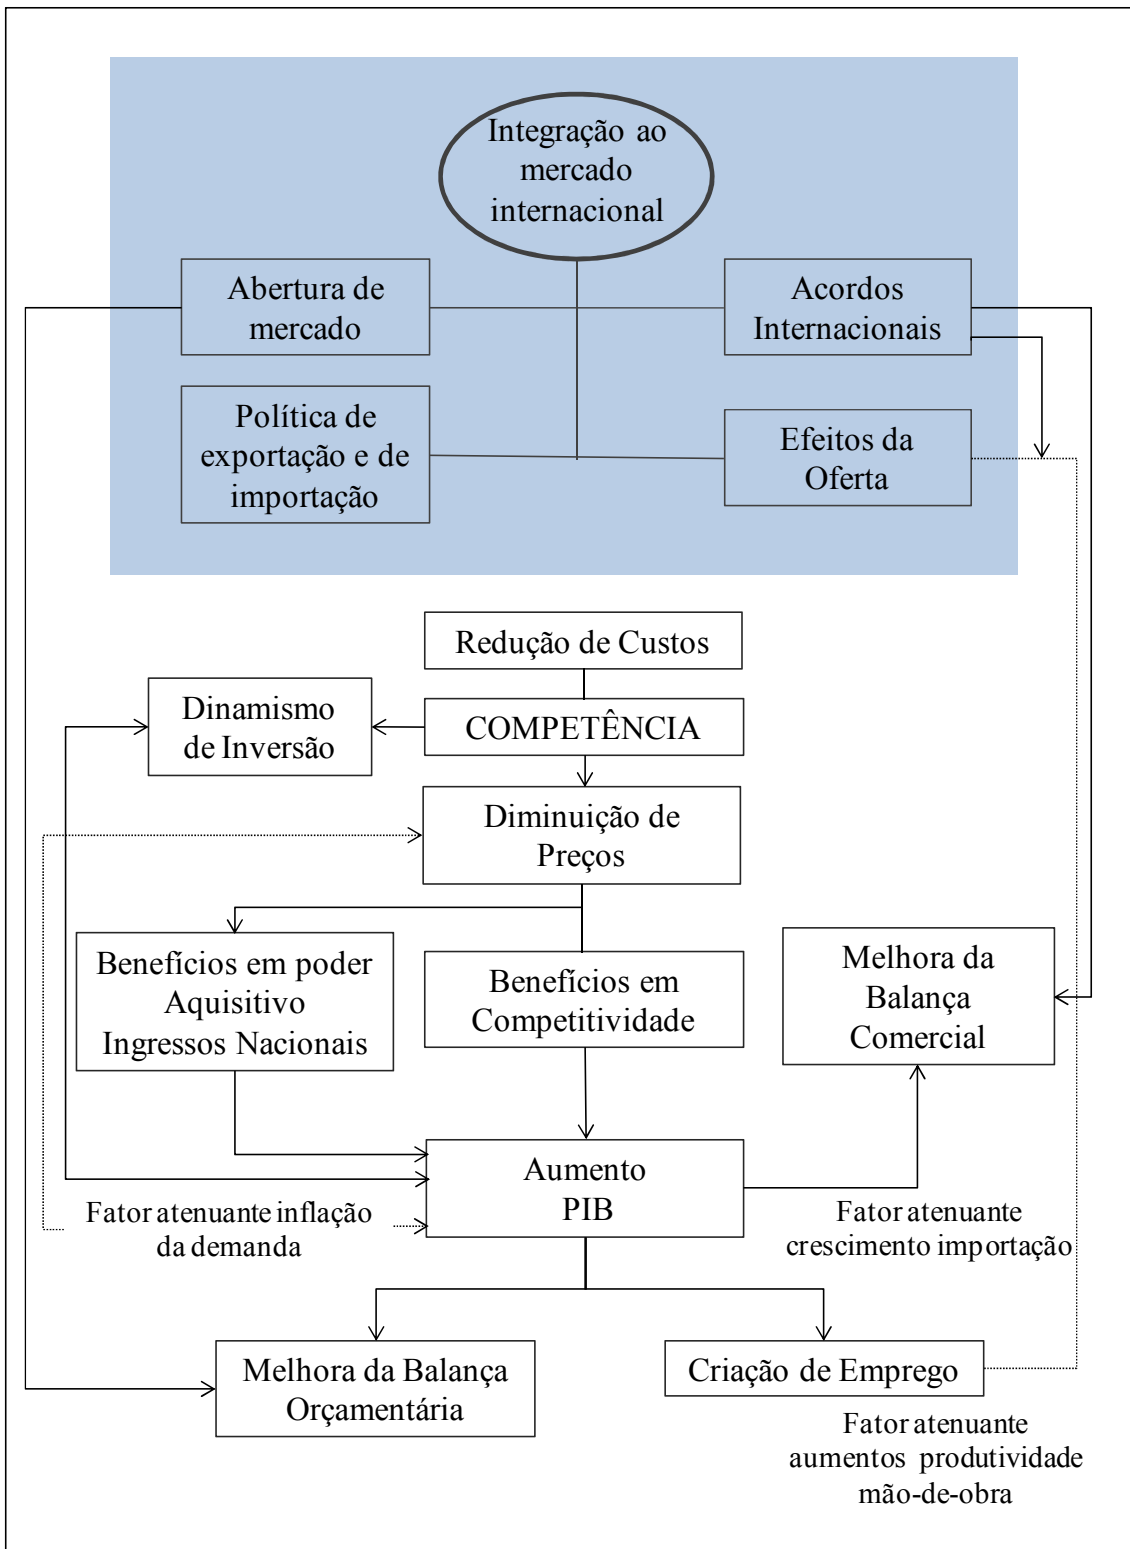 Integração ao
mercado
internacional
Abertura de
mercado
Acordos
Internacionais
Política de
exportação e de
importação
Efeitos da
Oferta
Redução de Custos
Dinamismo
de Inversão
COMPETÊNCIA
Diminuição de
Preços
Benefícios em poder
Aquisitivo
Ingressos Nacionais
Benefícios em
Competitividade
Melhora da
Balança
Comercial
Aumento
PIB
Fator atenuante inflação
da demanda
Fator atenuante
crescimento importação
Melhora da Balança
Orçamentária
Criação de Emprego
Fator atenuante
aumentos produtividade
mão-de-obra